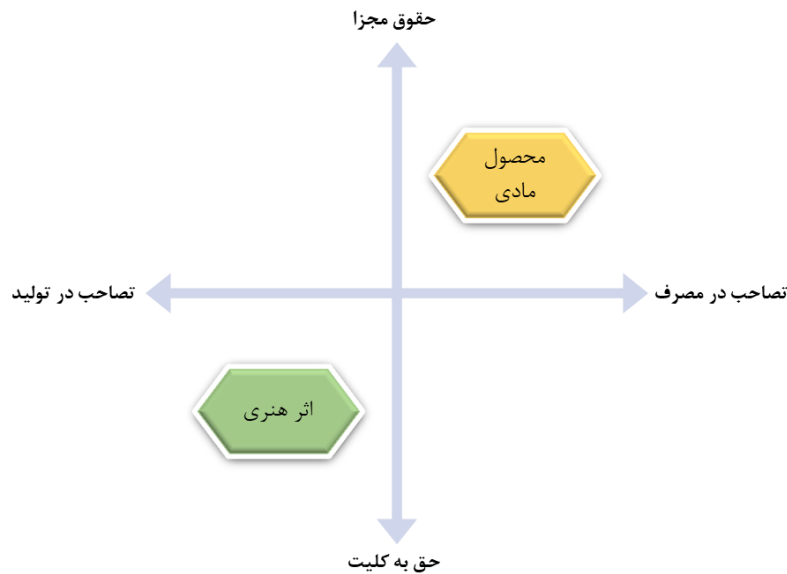 حقوق مجزا
محصول
مادی
تصاحب در مصرف
تصاحب در تولید
اثر هنری
حق به کلیت